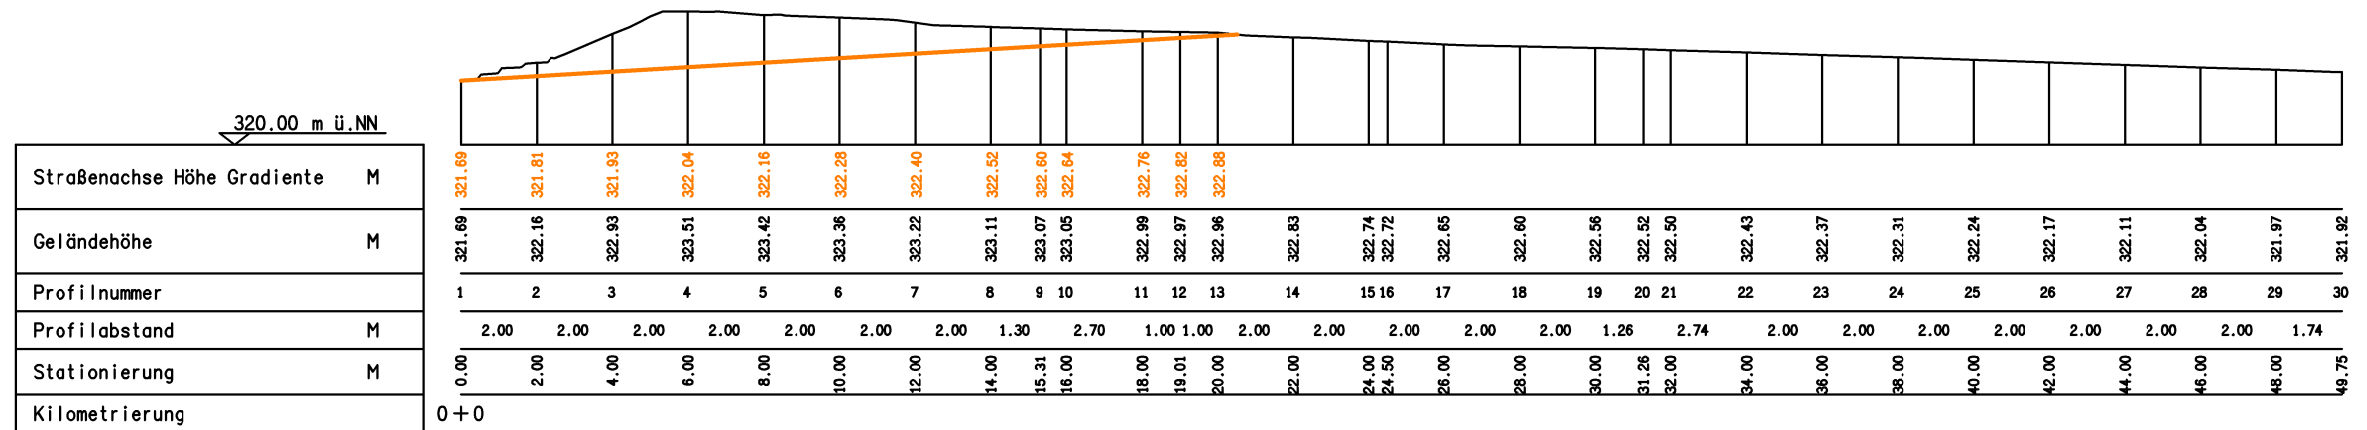 320.00 m ü.NN
Straßenachse Höhe Gradiente M 321.69 321.81 321.93 322.04 322.16 322.28 322.40 322.52 322.60 322.64 322.76 322.82 322.88
Geländehöhe M 321.69 322.16 322.93 323.51 323.42 323.36 323.22 323.11 323.07 323.05 322.99 322.97 322.96 322.83 322.74 322.72 322.65 322.60 322.56 322.52 322.50 322.43 322.37 322.31 322.24 322.17 322.11 322.04 321.97 321.92
Profilnummer 1 2 3 4 5 6 7 8 9 10 11 12 13 14 15 16 17 18 19 20 21 22 23 24 25 26 27 28 29 30
Profilabstand M 2.00 2.00 2.00 2.00 2.00 2.00 2.00 1.30 2.70 1.00 1.00 2.00 2.00 2.00 2.00 2.00 1.26 2.74 2.00 2.00 2.00 2.00 2.00 2.00 2.00 1.74
Stationierung M 0.00 2.00 4.00 6.00 8.00 10.00 12.00 14.00 15.31 16.00 18.00 19.01 20.00 22.00 24.00 24.50 26.00 28.00 30.00 31.26 32.00 34.00 36.00 38.00 40.00 42.00 44.00 46.00 48.00 49.75
Kilometrierung 0+0